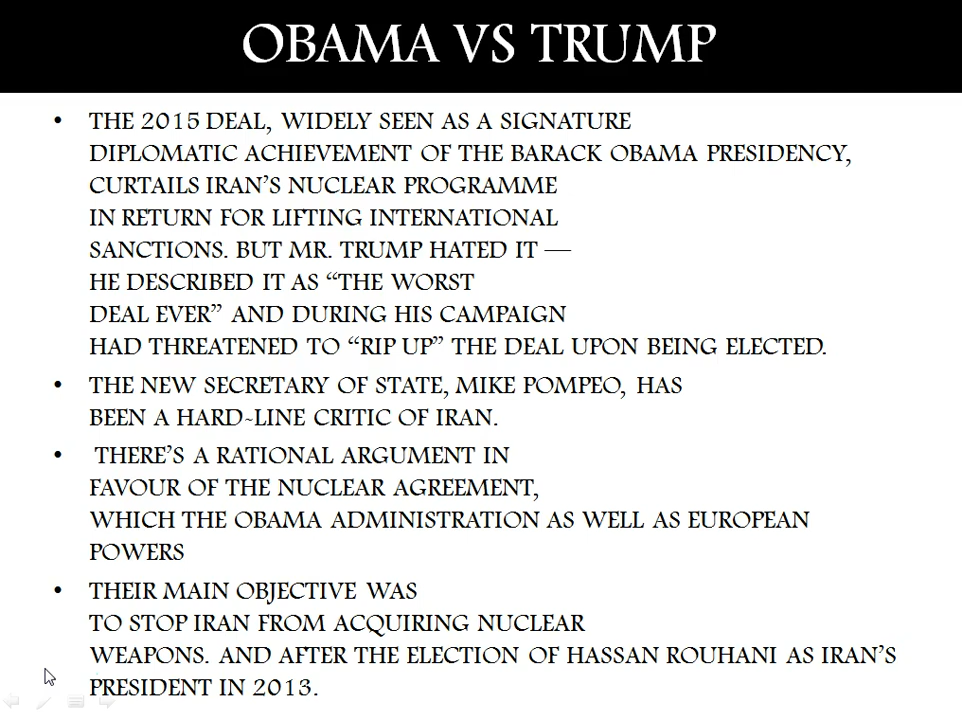 OBAMA VS TRUMP
• THE 2015 DEAL, WIDELY SEEN AS A SIGNATURE
DIPLOMATIC ACHIEVEMENT OF THE BARACK OBAMA PRESIDENCY,
CURTAILS IRAN'S NUCLEAR PROGRAMME
IN RETURN FOR LIFTING INTERNATIONAL
SANCTIONS. BUT MR. TRUMP HATED IT —
HE DESCRIBED IT AS “THE WORST
DEAL EVER” AND DURING HIS CAMPAIGN
HAD THREATENED TO “RIP UP” THE DEAL UPON BEING ELECTED.
• THE NEW SECRETARY OF STATE, MIKE POMPEO, HAS
BEEN A HARD-LINE CRITIC OF IRAN.
• THERE'S A RATIONAL ARGUMENT IN
FAVOUR OF THE NUCLEAR AGREEMENT,
WHICH THE OBAMA ADMINISTRATION AS WELL AS EUROPEAN
POWERS
• THEIR MAIN OBJECTIVE WAS
TO STOP IRAN FROM ACQUIRING NUCLEAR
WEAPONS. AND AFTER THE ELECTION OF HASSAN ROUHANI AS IRAN'S
PRESIDENT IN 2013.